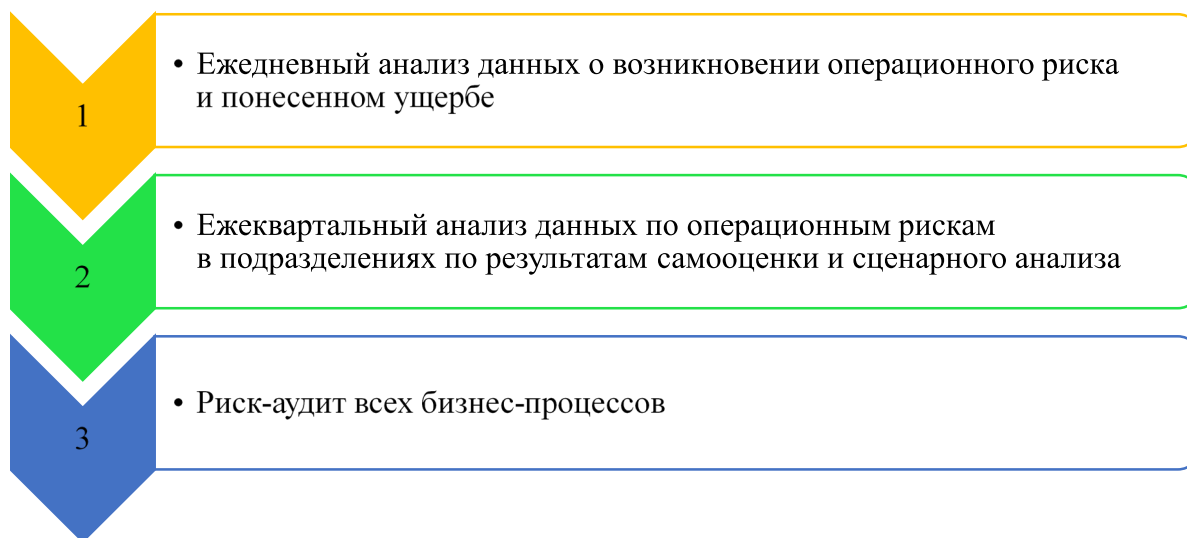 1
• Ежедневный анализ данных о возникновении операционного риска
и понесенном ущербе
2
• Ежеквартальный анализ данных по операционным рискам
в подразделениях по результатам самооценки и сценарного анализа
3
• Риск-аудит всех бизнес-процессов